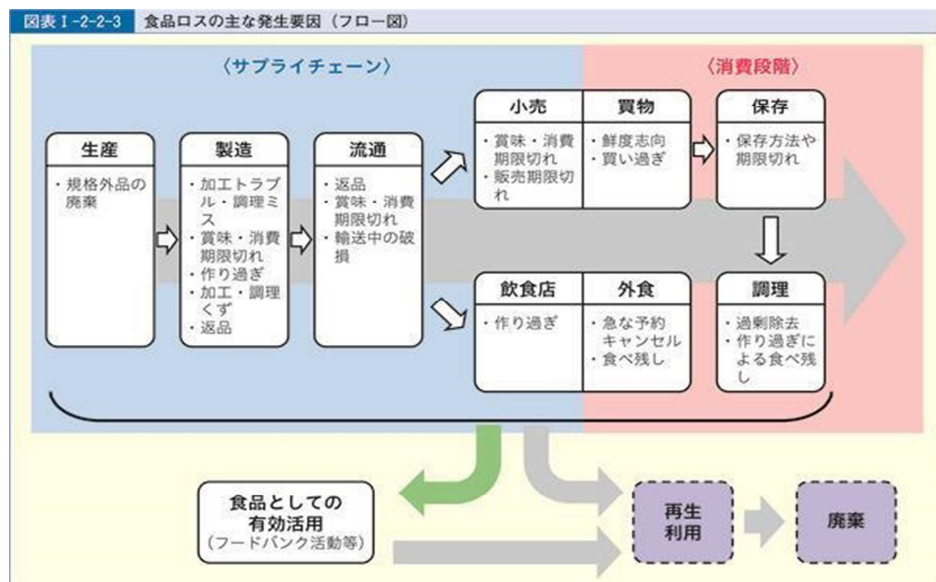 図表Ⅰ-2-2-3 食品ロスの主な発生要因（フロー図）
〈サプライチェーン〉
〈消費段階〉
生産
・規格外品の
廃棄
製造
・加工トラブ
ル・調理ミ
ス
・賞味・消費
期限切れ
・作り過ぎ
・加工・調理
くず
・返品
流通
・返品
・賞味・消費
期限切れ
・輸送中の破
損
小売
・賞味・消費
期限切れ
・販売期限切
れ
買物
・鮮度志向
・買い過ぎ
保存
・保存方法や
期限切れ
飲食店
・作り過ぎ
外食
・急な予約
キャンセル
・食べ残し
調理
・過剰除去
・作り過ぎに
よる食べ残
し
食品としての
有効活用
(フードバンク活動等)
再生
利用
廃棄